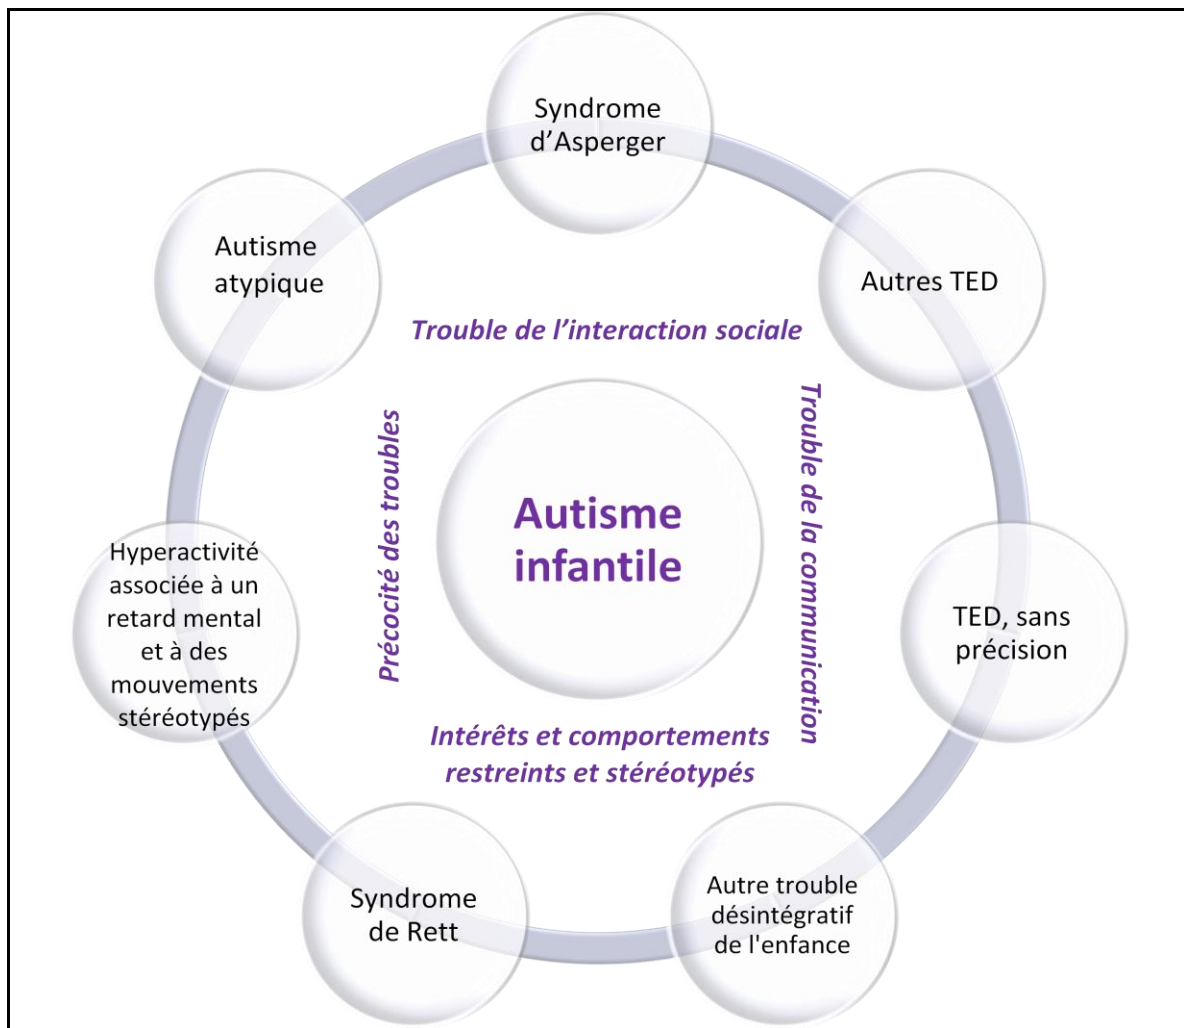 Syndrome
d’Asperger
Autisme
atypique
Autres TED
Trouble de l’interaction sociale
Précocité des troubles
Trouble de la communication
Autisme
infantile
Hyperactivité
associée à un
retard mental
et à des
mouvements
stéréotypés
TED, sans
précision
Intérêts et comportements
restreints et stéréotypés
Syndrome
de Rett
Autre trouble
désintégratif
de l'enfance